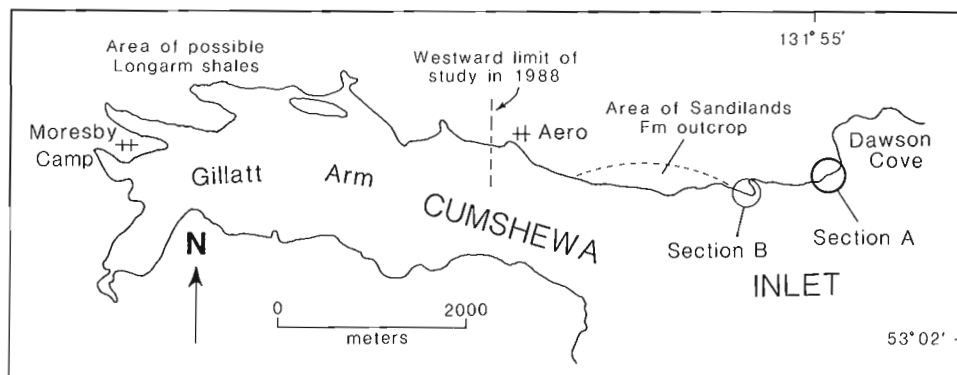 131°55'
Area of possible
Longarm shales
Westward limit of
study in 1988
Area of Sandilands
Fm outcrop
Aero
Dawson
Cove
Moresby
Camp
Gillatt Arm
CUMSHEWA
Section B
Section A
N
INLET
0 2000
meters
53°02'